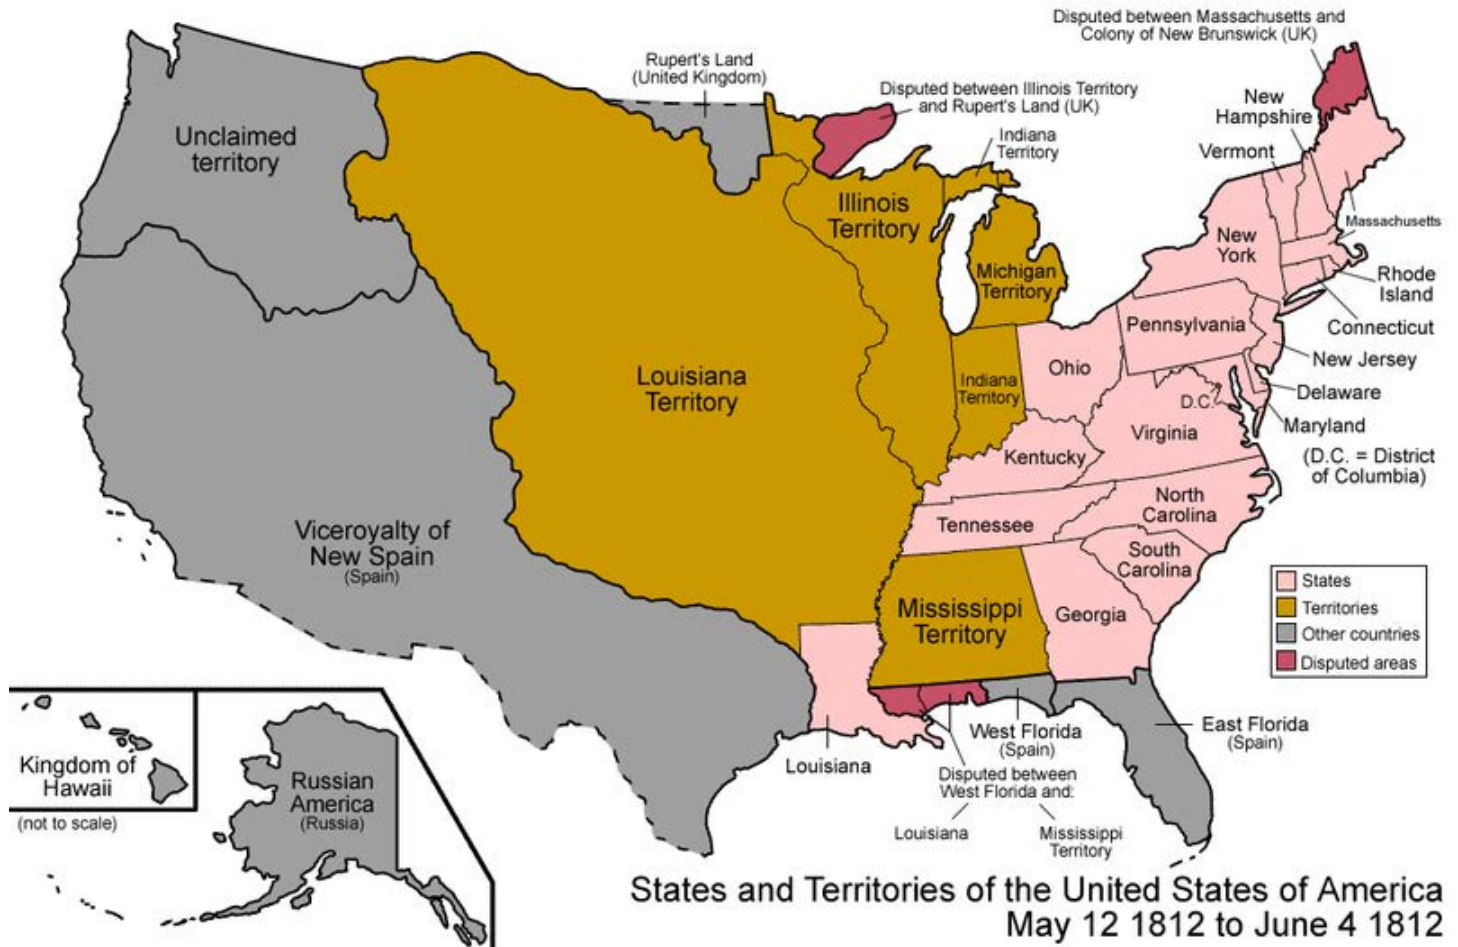 Disputed between Massachusetts and
Colony of New Brunswick (UK)
Rupert's Land
(United Kingdom)
Disputed between Illinois Territory
and Rupert's Land (UK)
New
Hampshire
Indiana
Territory
Vermont
Unclaimed
territory
Illinois
Territory
Massachusetts
New
York
Michigan
Territory
Rhode
Island
Pennsylvania
Connecticut
New Jersey
Ohio
Louisiana
Territory
Indiana
Territory
D.C.
Delaware
Maryland
Virginia
(D.C. = District
of Columbia)
Kentucky
North
Carolina
Tennessee
Viceroyalty of
New Spain
(Spain)
South
Carolina
States
Territories
Other countries
Disputed areas
Mississippi
Territory
Georgia
West Florida
(Spain)
East Florida
(Spain)
Louisiana
Disputed between
West Florida and:
Louisiana
Mississippi
Territory
Kingdom of
Hawaii
(not to scale)
Russian
America
(Russia)
States and Territories of the United States of America
May 12 1812 to June 4 1812